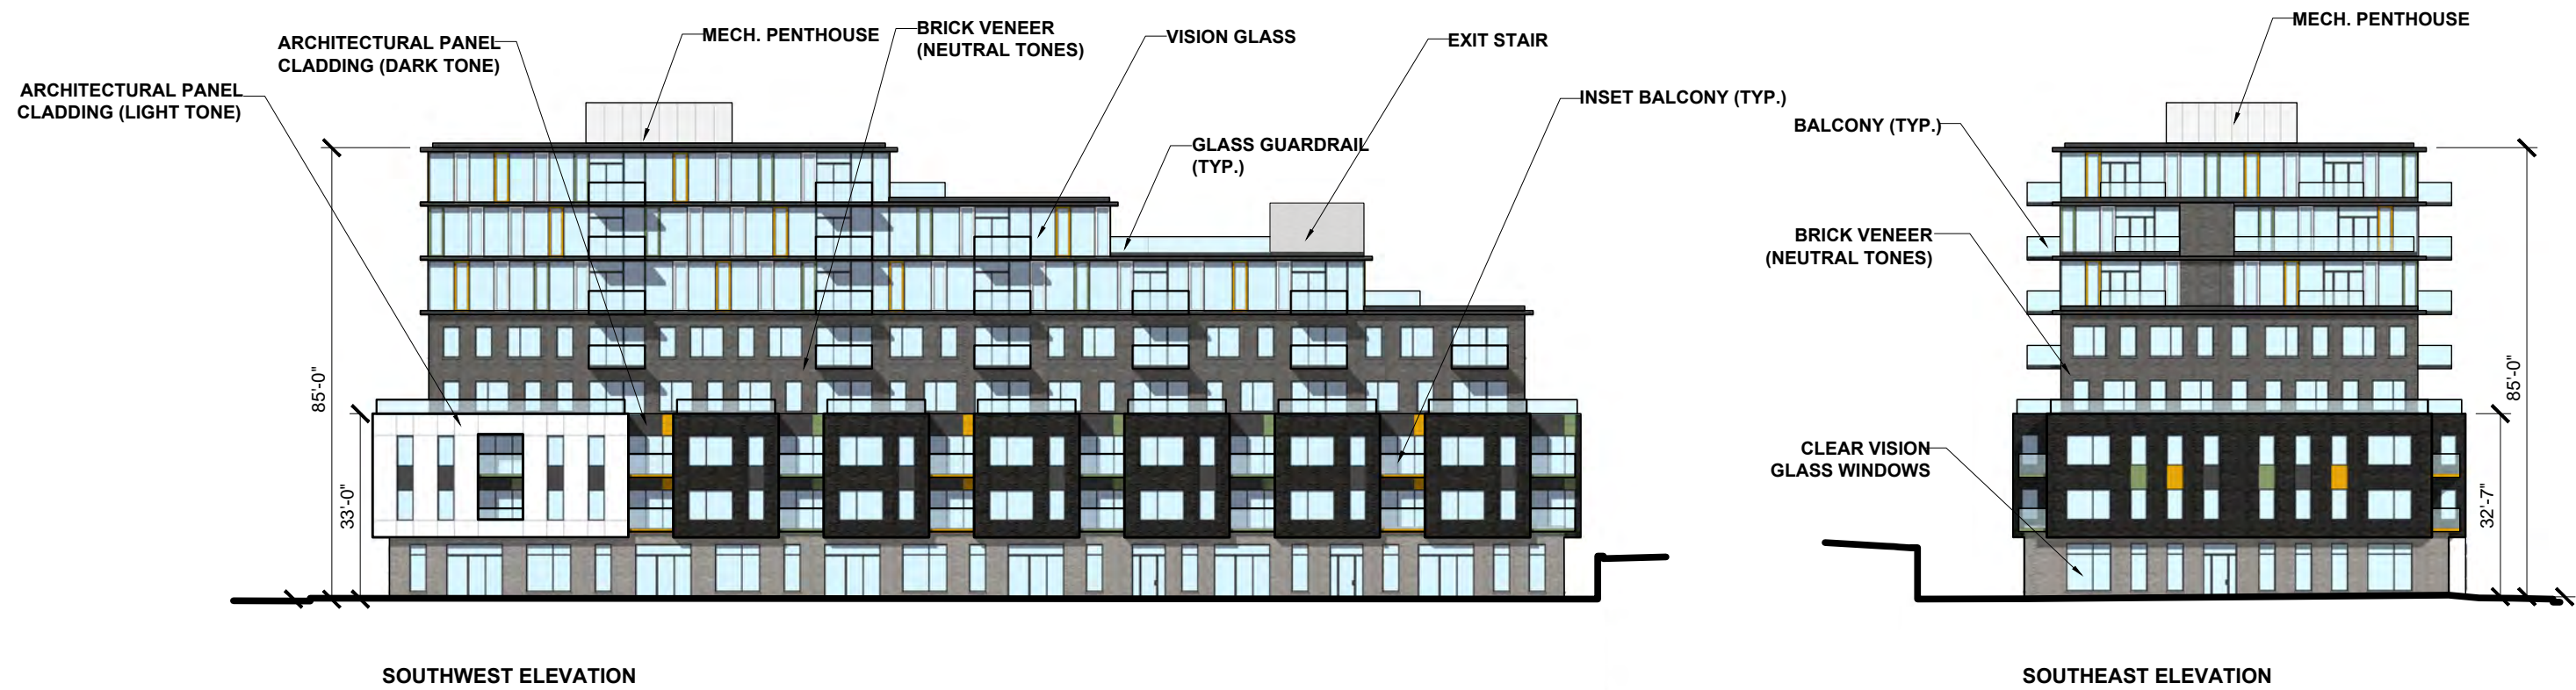 ARCHITECTURAL PANEL
CLADDING (LIGHT TONE)
ARCHITECTURAL PANEL
CLADDING (DARK TONE)
MECH. PENTHOUSE
BRICK VENEER
(NEUTRAL TONES)
VISION GLASS
GLASS GUARDRAIL
(TYP.)
EXIT STAIR
INSET BALCONY (TYP.)
85'-0"
33'-0"
SOUTHWEST ELEVATION
MECH. PENTHOUSE
BALCONY (TYP.)
BRICK VENEER
(NEUTRAL TONES)
CLEAR VISION
GLASS WINDOWS
85'-0"
32'-7"
SOUTHEAST ELEVATION